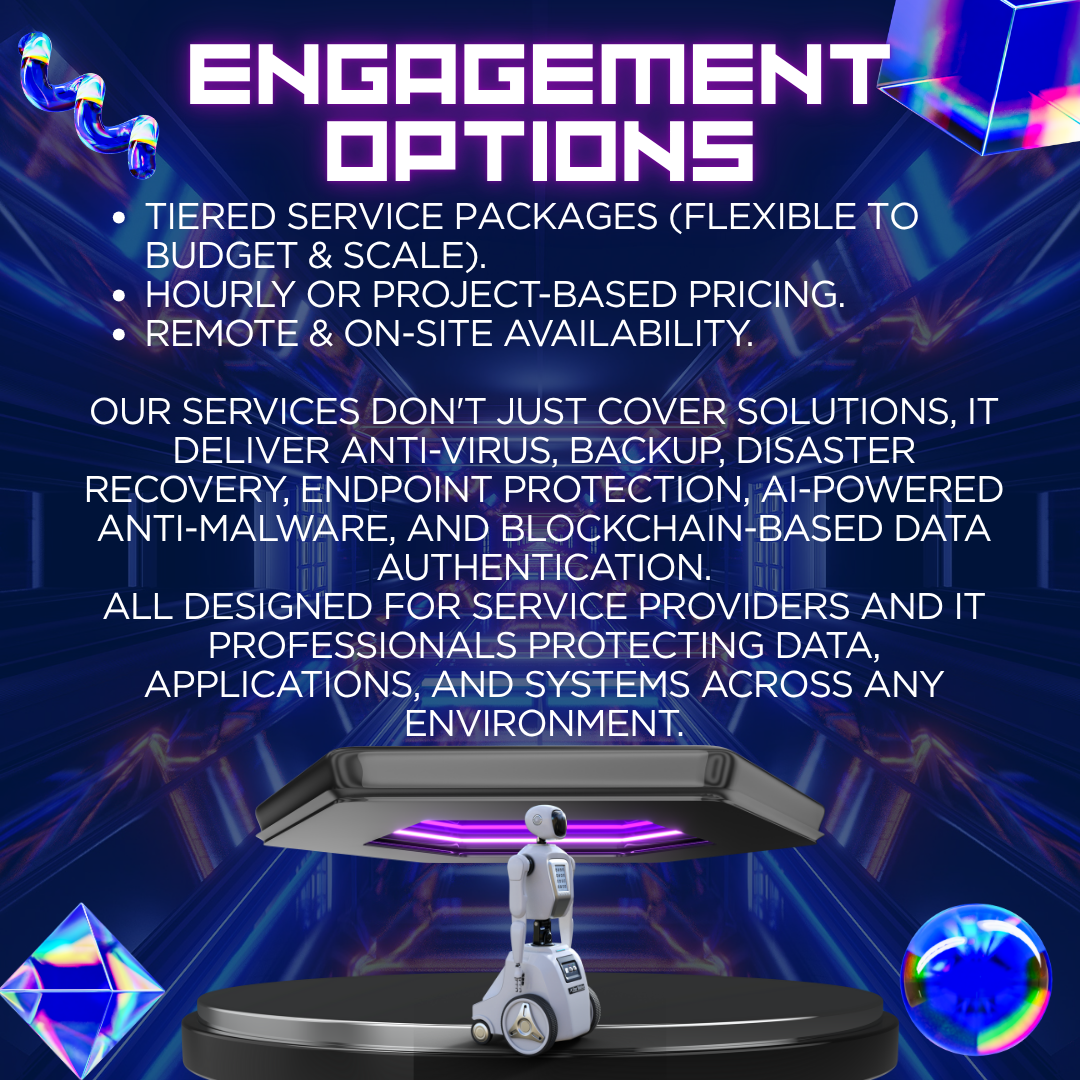 ENGAGEMENT
OPTIONS
• TIERED SERVICE PACKAGES (FLEXIBLE TO
BUDGET & SCALE).
• HOURLY OR PROJECT-BASED PRICING.
• REMOTE & ON-SITE AVAILABILITY.
OUR SERVICES DON'T JUST COVER SOLUTIONS, IT
DELIVER ANTI-VIRUS, BACKUP, DISASTER
RECOVERY, ENDPOINT PROTECTION, AI-POWERED
ANTI-MALWARE, AND BLOCKCHAIN-BASED DATA
AUTHENTICATION.
ALL DESIGNED FOR SERVICE PROVIDERS AND IT
PROFESSIONALS PROTECTING DATA,
APPLICATIONS, AND SYSTEMS ACROSS ANY
ENVIRONMENT.